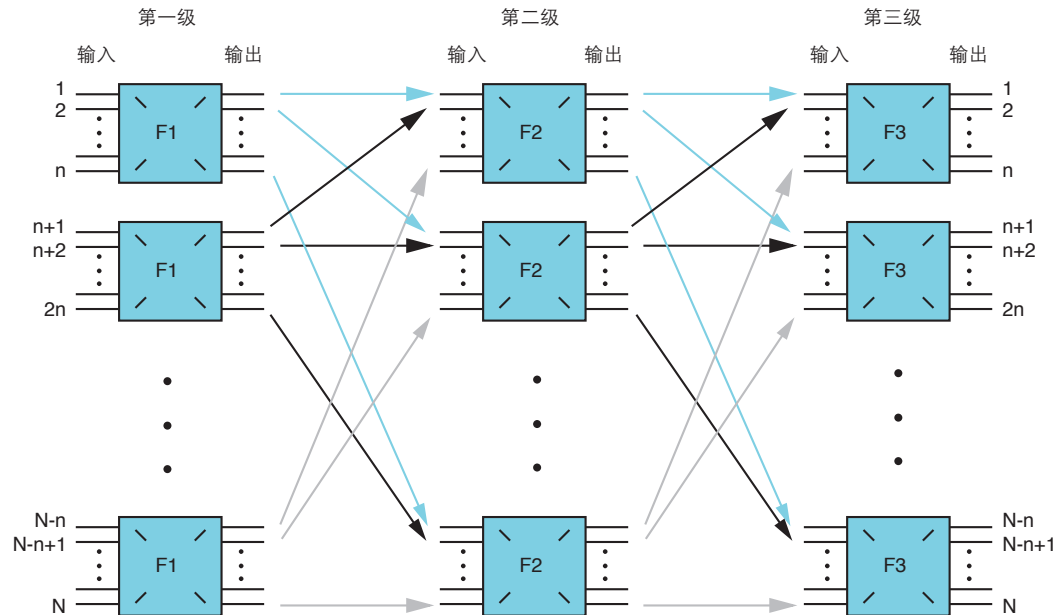 第一级 第二级 第三级
输入 输出 输入 输出 输入 输出
1 1
2 F1 F2 F3 2
n n
n+1 n+1
n+2 F1 F2 F3 n+2
2n 2n
N-n N-n
N-n+1 F1 F2 F3 N-n+1
N N